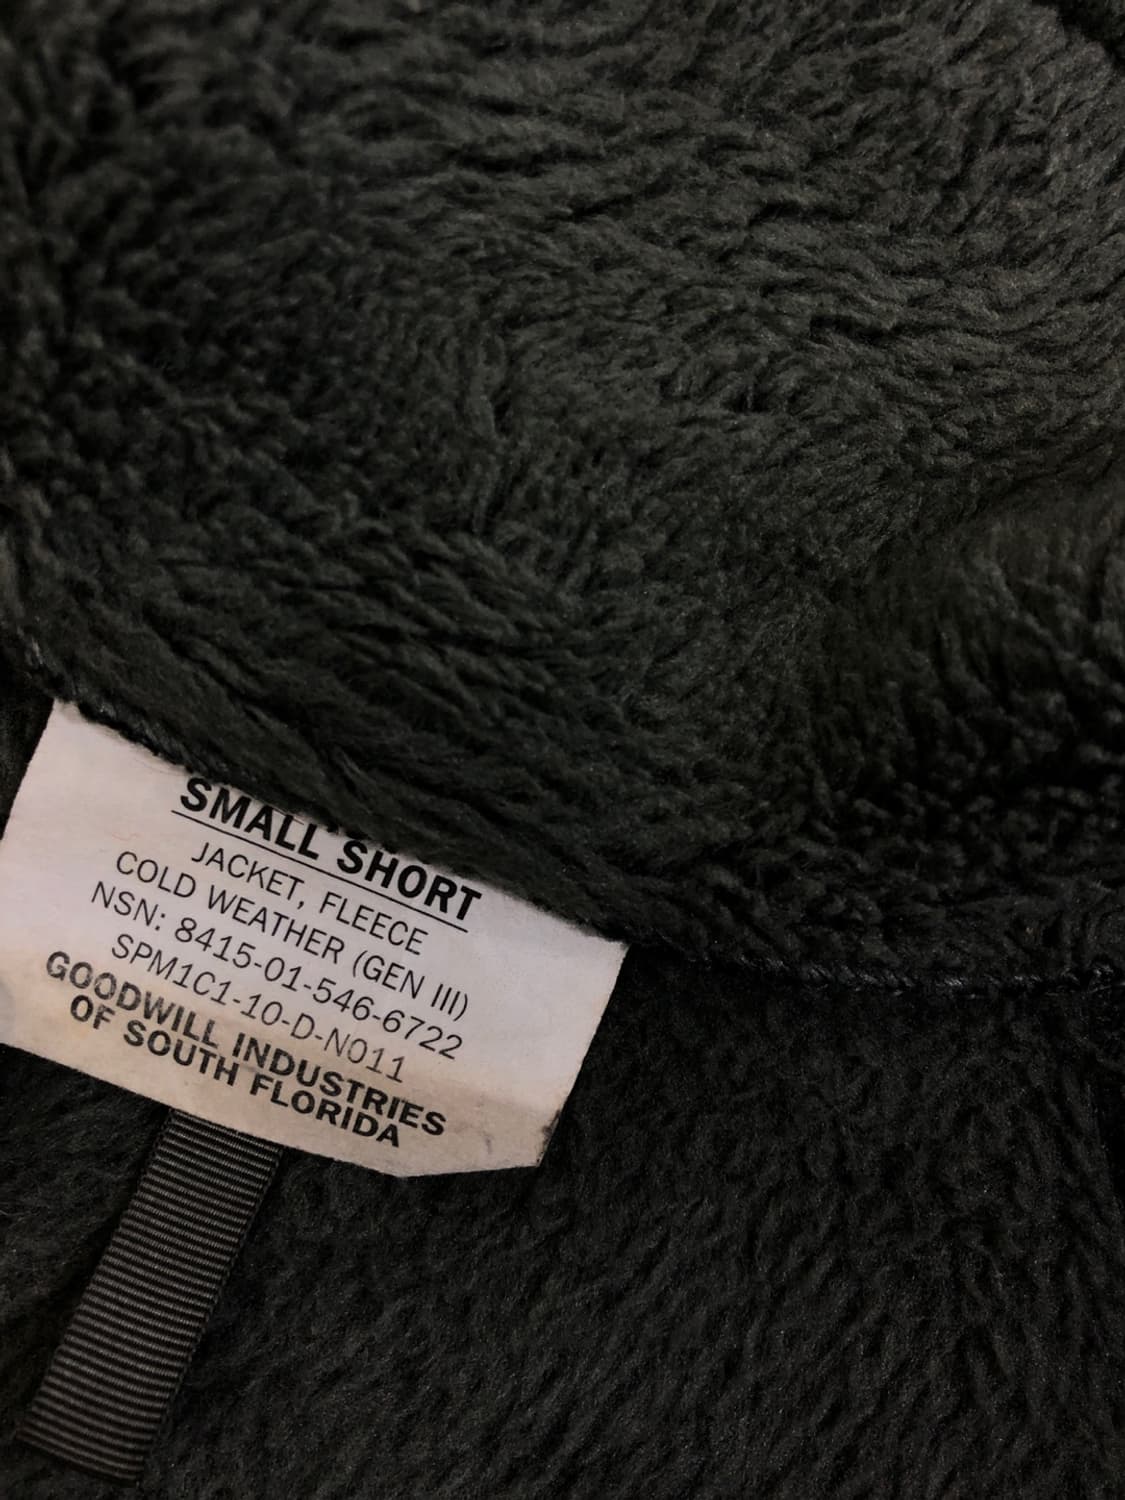 SMALL SHORT
JACKET, FLEECE
COLD WEATHER (GEN III)
NSN: 8415-01-546-6722
SPM1C1-10-D-N011
GOODWILL INDUSTRIES
OF SOUTH FLORIDA